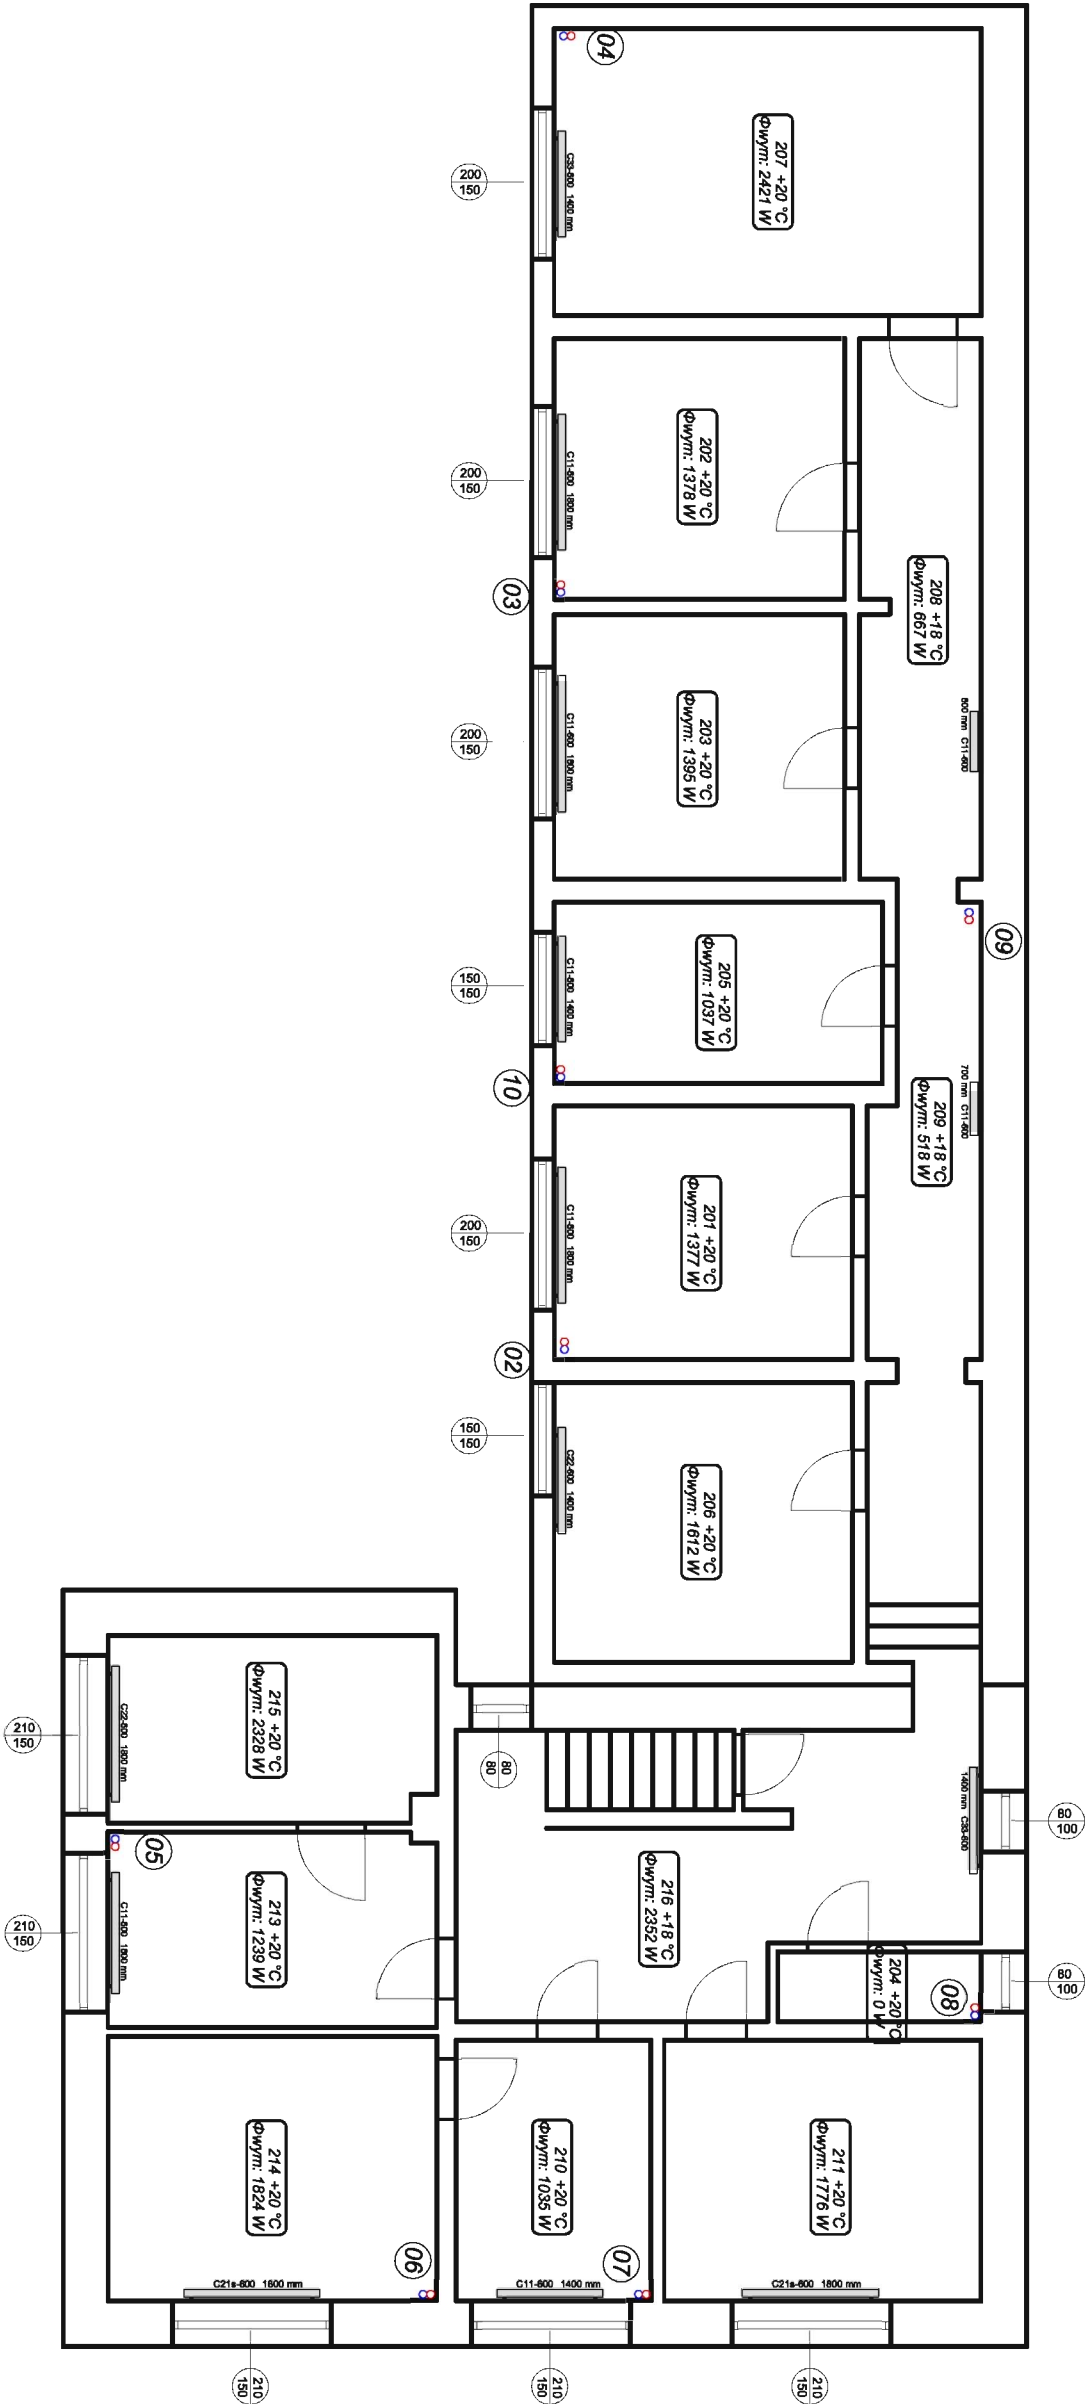 04
207 +20 °C
Φwym: 2421 W
C33-600 1400 mm
200
150
202 +20 °C
Φwym: 1378 W
C11-600 1800 mm
200
150
03
208 +18 °C
Φwym: 667 W
800 mm C11-600
203 +20 °C
Φwym: 1395 W
C11-600 1800 mm
200
150
09
205 +20 °C
Φwym: 1037 W
C11-600 1400 mm
150
150
10
209 +18 °C
Φwym: 518 W
700 mm C11-600
201 +20 °C
Φwym: 1377 W
C11-600 1800 mm
200
150
02
206 +20 °C
Φwym: 1612 W
C22-600 1400 mm
150
150
215 +20 °C
Φwym: 2328 W
C22-600 1800 mm
210
150
80
80
1400 mm C33-600
80
100
05
213 +20 °C
Φwym: 1239 W
C11-600 1600 mm
210
150
216 +18 °C
Φwym: 2352 W
204 +20 °C
Φwym: 0 W
08
80
100
214 +20 °C
Φwym: 1824 W
06
C21s-600 1600 mm
210
150
210 +20 °C
Φwym: 1035 W
07
C11-600 1400 mm
210
150
211 +20 °C
Φwym: 1776 W
C21s-600 1800 mm
210
150